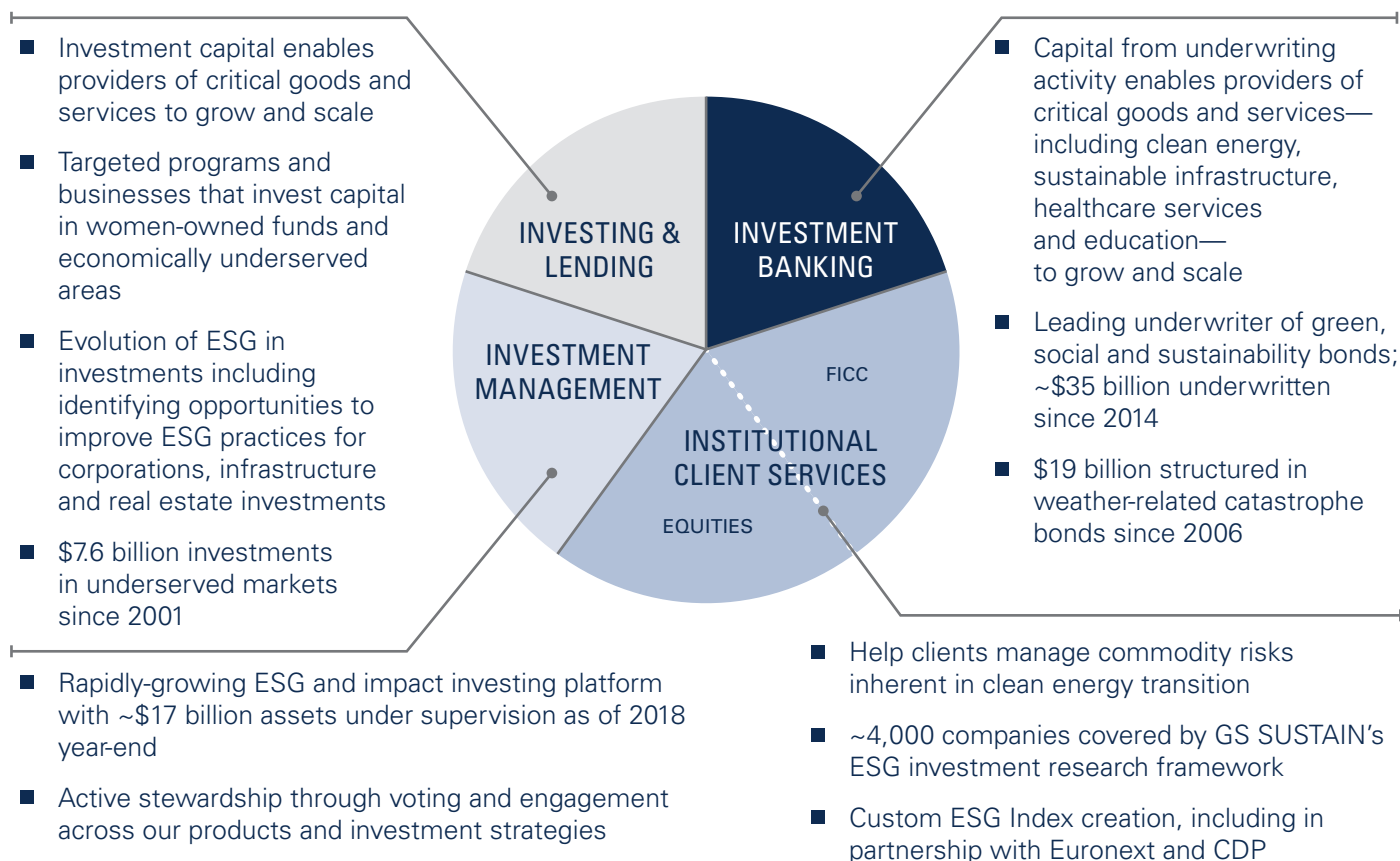 Investment capital enables
providers of critical goods and
services to grow and scale
Targeted programs and
businesses that invest capital
in women-owned funds and
economically underserved
areas
Evolution of ESG in
investments including
identifying opportunities to
improve ESG practices for
corporations, infrastructure
and real estate investments
$7.6 billion investments
in underserved markets
since 2001
INVESTING &
LENDING
INVESTMENT
BANKING
INVESTMENT
MANAGEMENT
FICC
INSTITUTIONAL
CLIENT SERVICES
EQUITIES
Capital from underwriting
activity enables providers of
critical goods and services—
including clean energy,
sustainable infrastructure,
healthcare services
and education—
to grow and scale
Leading underwriter of green,
social and sustainability bonds;
~$35 billion underwritten
since 2014
$19 billion structured in
weather-related catastrophe
bonds since 2006
Rapidly-growing ESG and impact investing platform
with ~$17 billion assets under supervision as of 2018
year-end
Active stewardship through voting and engagement
across our products and investment strategies
Help clients manage commodity risks
inherent in clean energy transition
~4,000 companies covered by GS SUSTAIN's
ESG investment research framework
Custom ESG Index creation, including in
partnership with Euronext and CDP